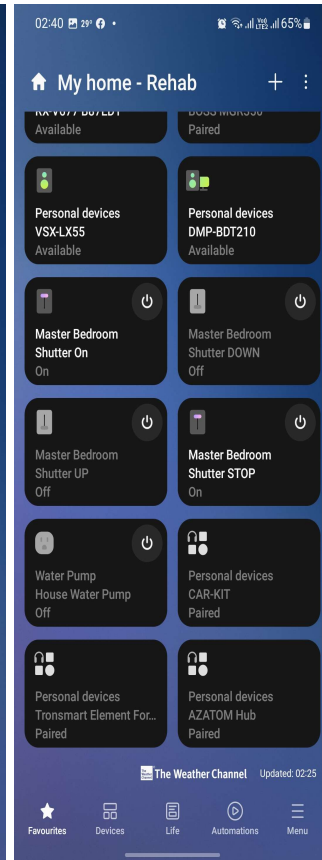 02:40 29° •
VoB LTE2 65%
My home - Rehab
Available
Paired
Personal devices
VSX-LX55
Available
Personal devices
DMP-BDT210
Available
Master Bedroom
Shutter On
On
Master Bedroom
Shutter DOWN
Off
Master Bedroom
Shutter UP
Off
Master Bedroom
Shutter STOP
On
Water Pump
House Water Pump
Off
Personal devices
CAR-KIT
Paired
Personal devices
Tronsmart Element For...
Paired
Personal devices
AZATOM Hub
Paired
The Weather Channel Updated: 02:25
Favourites Devices Life Automations Menu